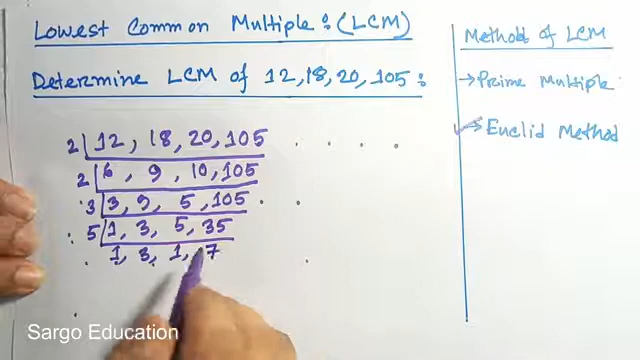 Lowest Common Multiple : (LCM)
Determine LCM of 12, 18, 20, 105 :
2 | 12, 18, 20, 105
2 | 6, 9, 10, 105
3 | 3, 9, 5, 105
5 | 1, 3, 5, 35
1, 3, 1, 7
Method of LCM
→ Prime Multiple
→ Euclid Method
Sargo Education